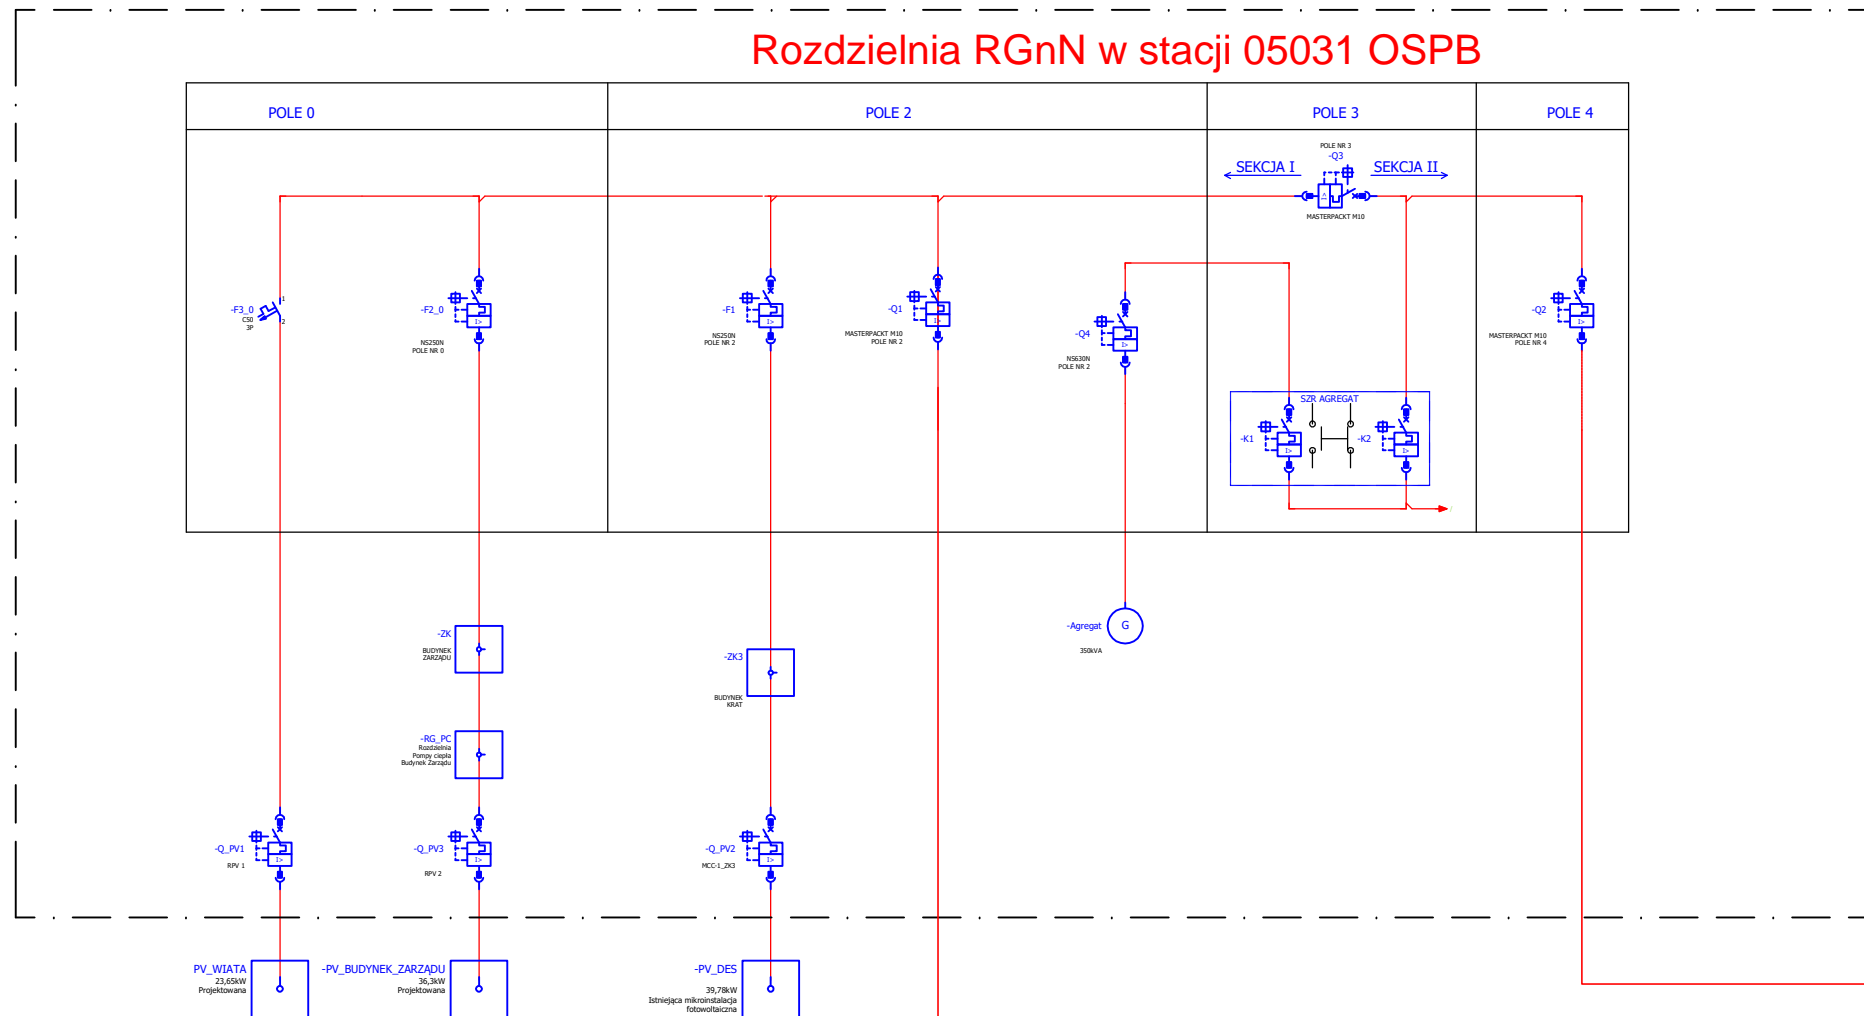 Rozdzielnia RGnN w stacji 05031 OSPB
POLE 0
POLE 2
POLE 3
POLE 4
POLE NR 3
-Q3
SEKCJA I
SEKCJA II
MASTERPACKT M10
-F3_0
C50
3P
1
2
-F2_0
I>
NS250N
POLE NR 0
-F1
I>
NS250N
POLE NR 2
-Q1
I>
MASTERPACKT M10
POLE NR 2
-Q4
I>
NS630N
POLE NR 2
I>
-Q2
I>
MASTERPACKT M10
POLE NR 4
SZR AGREGAT
-K1
I>
-K2
I>
-Agregat
G
350kVA
-ZK
BUDYNEK
ZARZĄDU
-ZK3
BUDYNEK
KRAT
-RG_PC
Rozdzielnia
Pompy ciepła
Budynek Zarządu
-Q_PV1
I>
RPV 1
-Q_PV3
I>
RPV 2
-Q_PV2
I>
MCC-1_ZK3
PV_WIATA
23,65kW
Projektowana
-PV_BUDYNEK_ZARZĄDU
36,3kW
Projektowana
-PV_DES
39,78kW
Istniejąca mikroinstalacja
fotowoltaiczna